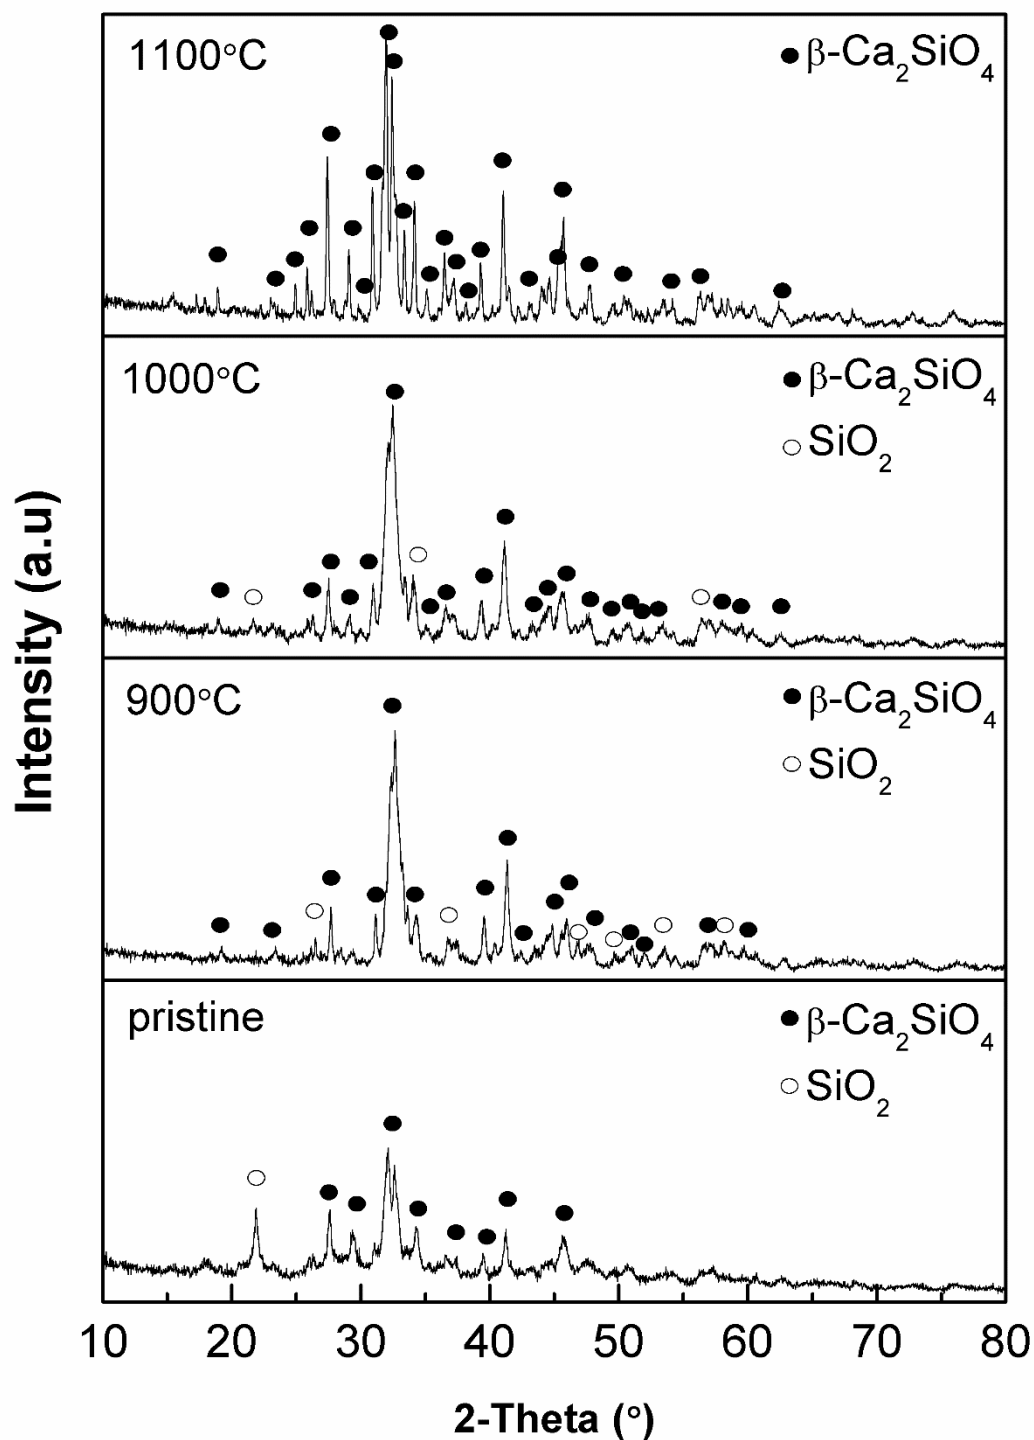 1100°C
● β-Ca₂SiO₄
1000°C
● β-Ca₂SiO₄
○ SiO₂
900°C
● β-Ca₂SiO₄
○ SiO₂
pristine
● β-Ca₂SiO₄
○ SiO₂
Intensity (a.u)
10 20 30 40 50 60 70 80
2-Theta (°)